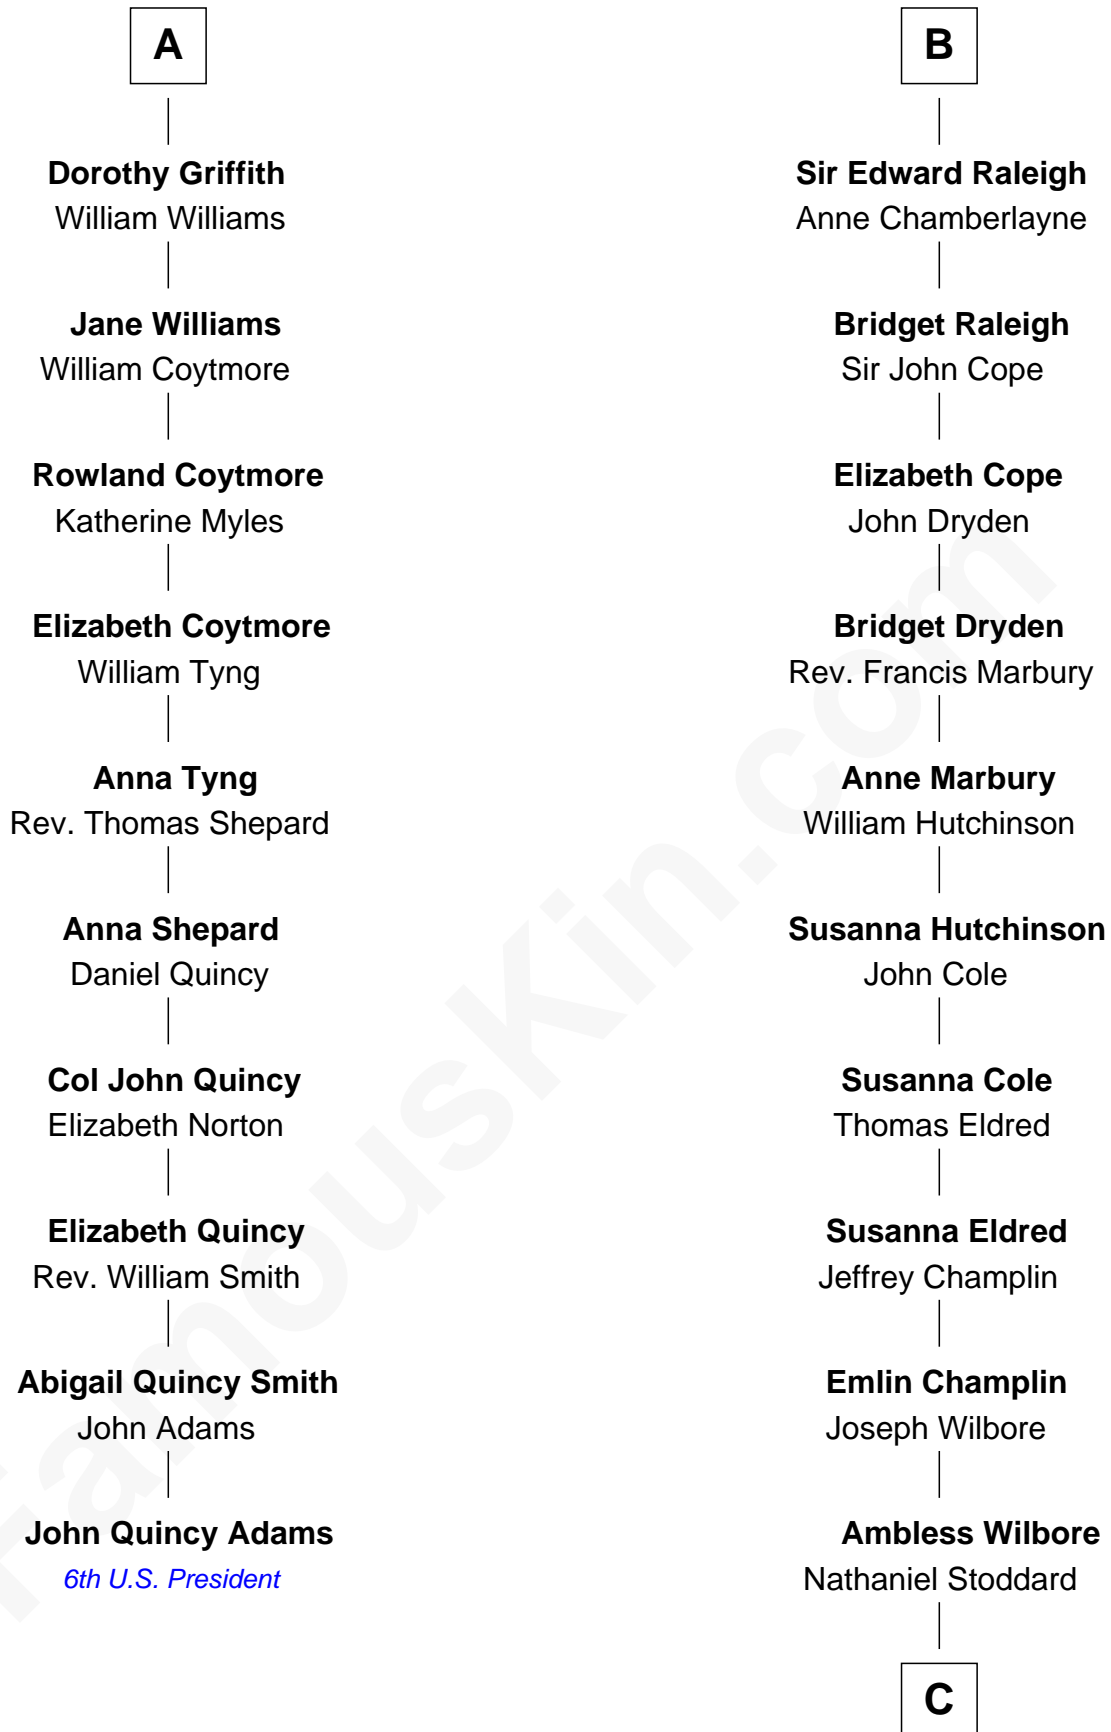 A
Dorothy Griffith
William Williams
Jane Williams
William Coytmore
Rowland Coytmore
Katherine Myles
Elizabeth Coytmore
William Tyng
Anna Tyng
Rev. Thomas Shepard
Anna Shepard
Daniel Quincy
Col John Quincy
Elizabeth Norton
Elizabeth Quincy
Rev. William Smith
Abigail Quincy Smith
John Adams
John Quincy Adams
6th U.S. President
B
Sir Edward Raleigh
Anne Chamberlayne
Bridget Raleigh
Sir John Cope
Elizabeth Cope
John Dryden
Bridget Dryden
Rev. Francis Marbury
Anne Marbury
William Hutchinson
Susanna Hutchinson
John Cole
Susanna Cole
Thomas Eldred
Susanna Eldred
Jeffrey Champlin
Emlin Champlin
Joseph Wilbore
Ambless Wilbore
Nathaniel Stoddard
C
FamousKin.com